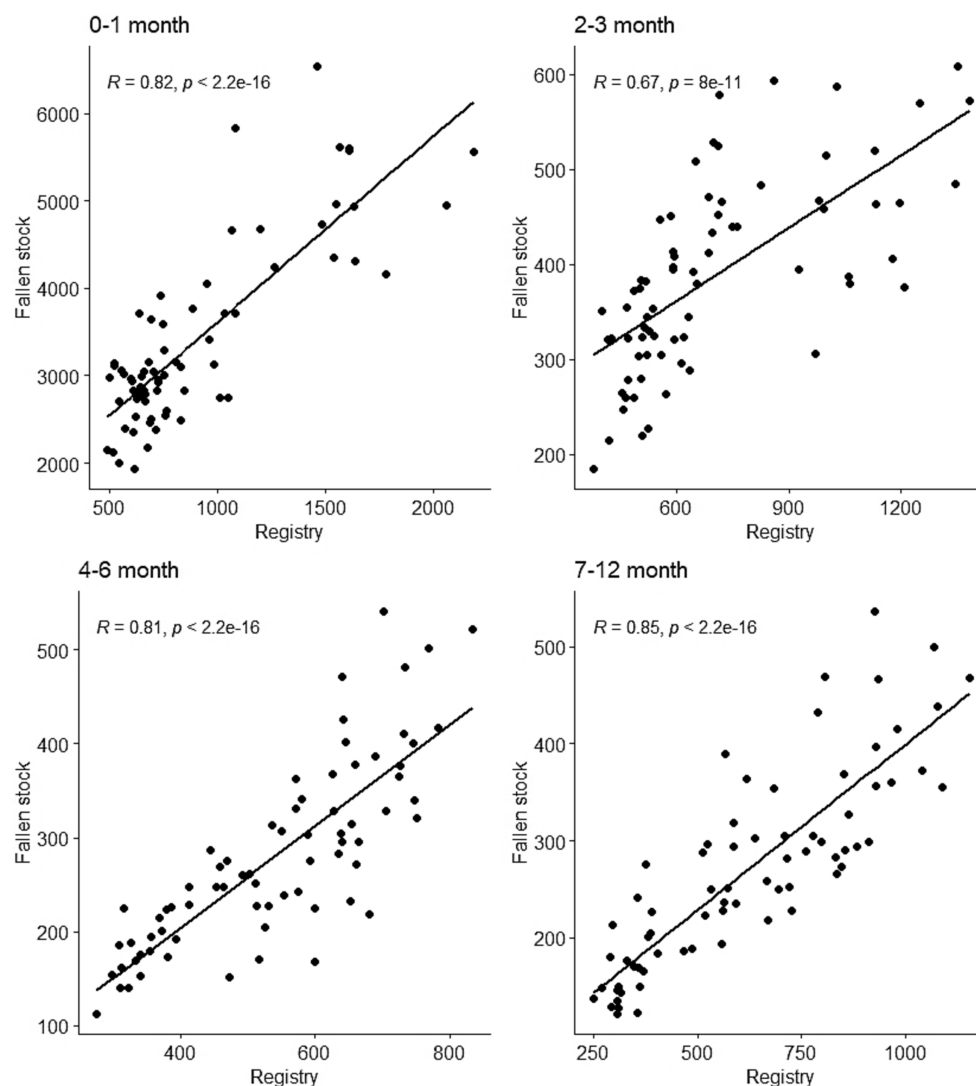 0-1 month
R = 0.82, p < 2.2e-16
6000
5000
4000
3000
2000
Fallen stock
500 1000 1500 2000
Registry
2-3 month
R = 0.67, p = 8e-11
600
500
400
300
200
Fallen stock
600 900 1200
Registry
4-6 month
R = 0.81, p < 2.2e-16
500
400
300
200
100
Fallen stock
400 600 800
Registry
7-12 month
R = 0.85, p < 2.2e-16
500
400
300
200
Fallen stock
250 500 750 1000
Registry